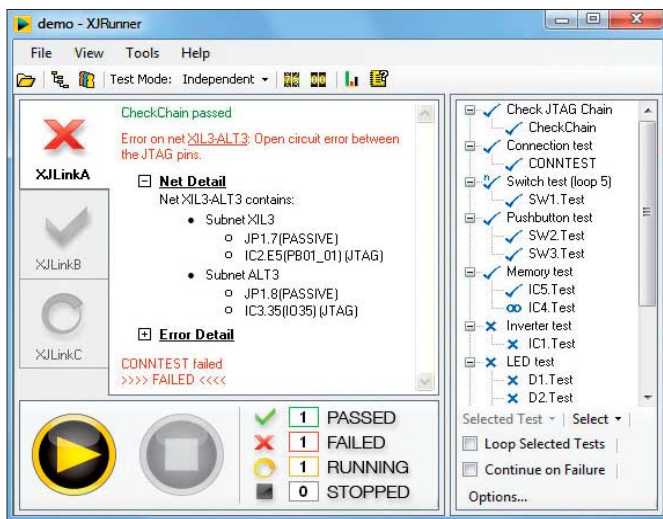 demo - XJRunner
File View Tools Help
Test Mode: Independent
XJLinkA
XJLinkB
XJLinkC
CheckChain passed
Error on net XIL3-ALT3: Open circuit error between
the JTAG pins.
Net Detail
Net XIL3-ALT3 contains:
Subnet XIL3
JP1.7(PASSIVE)
IC2.E5(PB01_01) (JTAG)
Subnet ALT3
JP1.8(PASSIVE)
IC3.35(IO35) (JTAG)
Error Detail
CONNTEST failed
>>>> FAILED <<<<
1 PASSED
1 FAILED
1 RUNNING
0 STOPPED
Check JTAG Chain
CheckChain
Connection test
CONNTEST
Switch test (loop 5)
SW1.Test
Pushbutton test
SW2.Test
SW3.Test
Memory test
IC5.Test
IC4.Test
Inverter test
IC1.Test
LED test
D1.Test
D2.Test
Selected Test Select
Loop Selected Tests
Continue on Failure
Options...